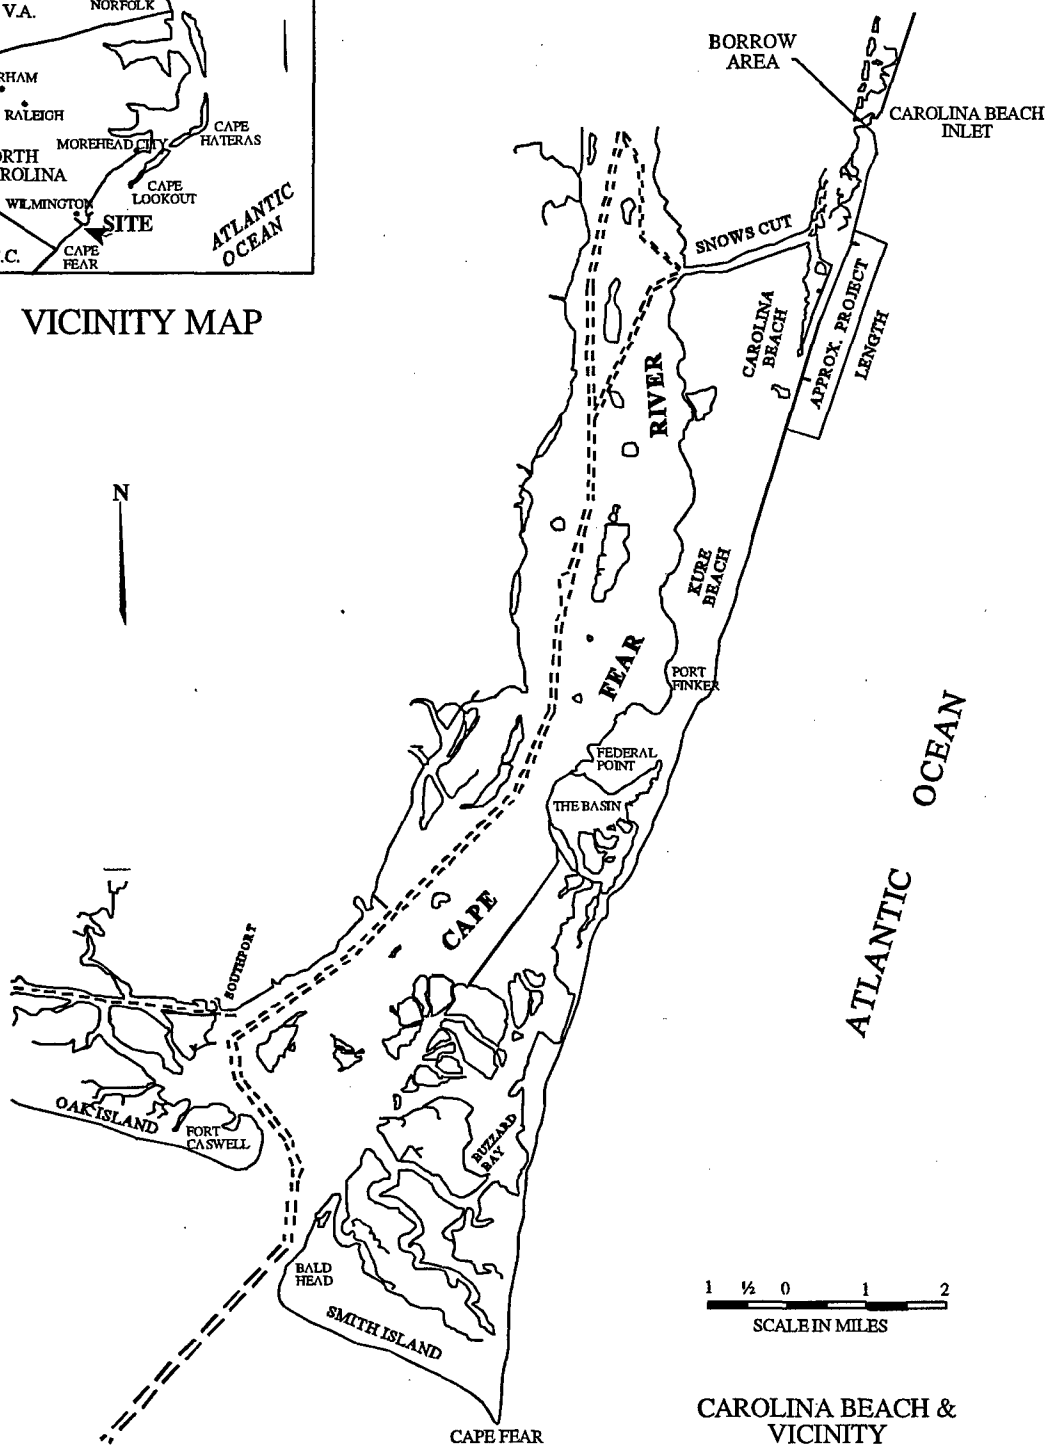 V.A.
NORFOLK
RHAM
RALEIGH
MOREHEAD CITY
CAPE
HATERAS
ORTH
ROLINA
CAPE
LOOKOUT
WILMINGTON
SITE
ATLANTIC
OCEAN
.C.
CAPE
FEAR
VICINITY MAP
BORROW
AREA
CAROLINA BEACH
INLET
SNOWS CUT
CAROLINA
BEACH
APPROX. PROJECT
LENGTH
RIVER
N
KURE
BEACH
FEAR
PORT
FINKER
FEDERAL
POINT
THE BASIN
OCEAN
ATLANTIC
CAPE
SOUTHPORT
OAK ISLAND
FORT
CASWELL
BUZZARD
BAY
BALD
HEAD
SMITH ISLAND
1 ½ 0 1 2
SCALE IN MILES
CAROLINA BEACH &
VICINITY
CAPE FEAR